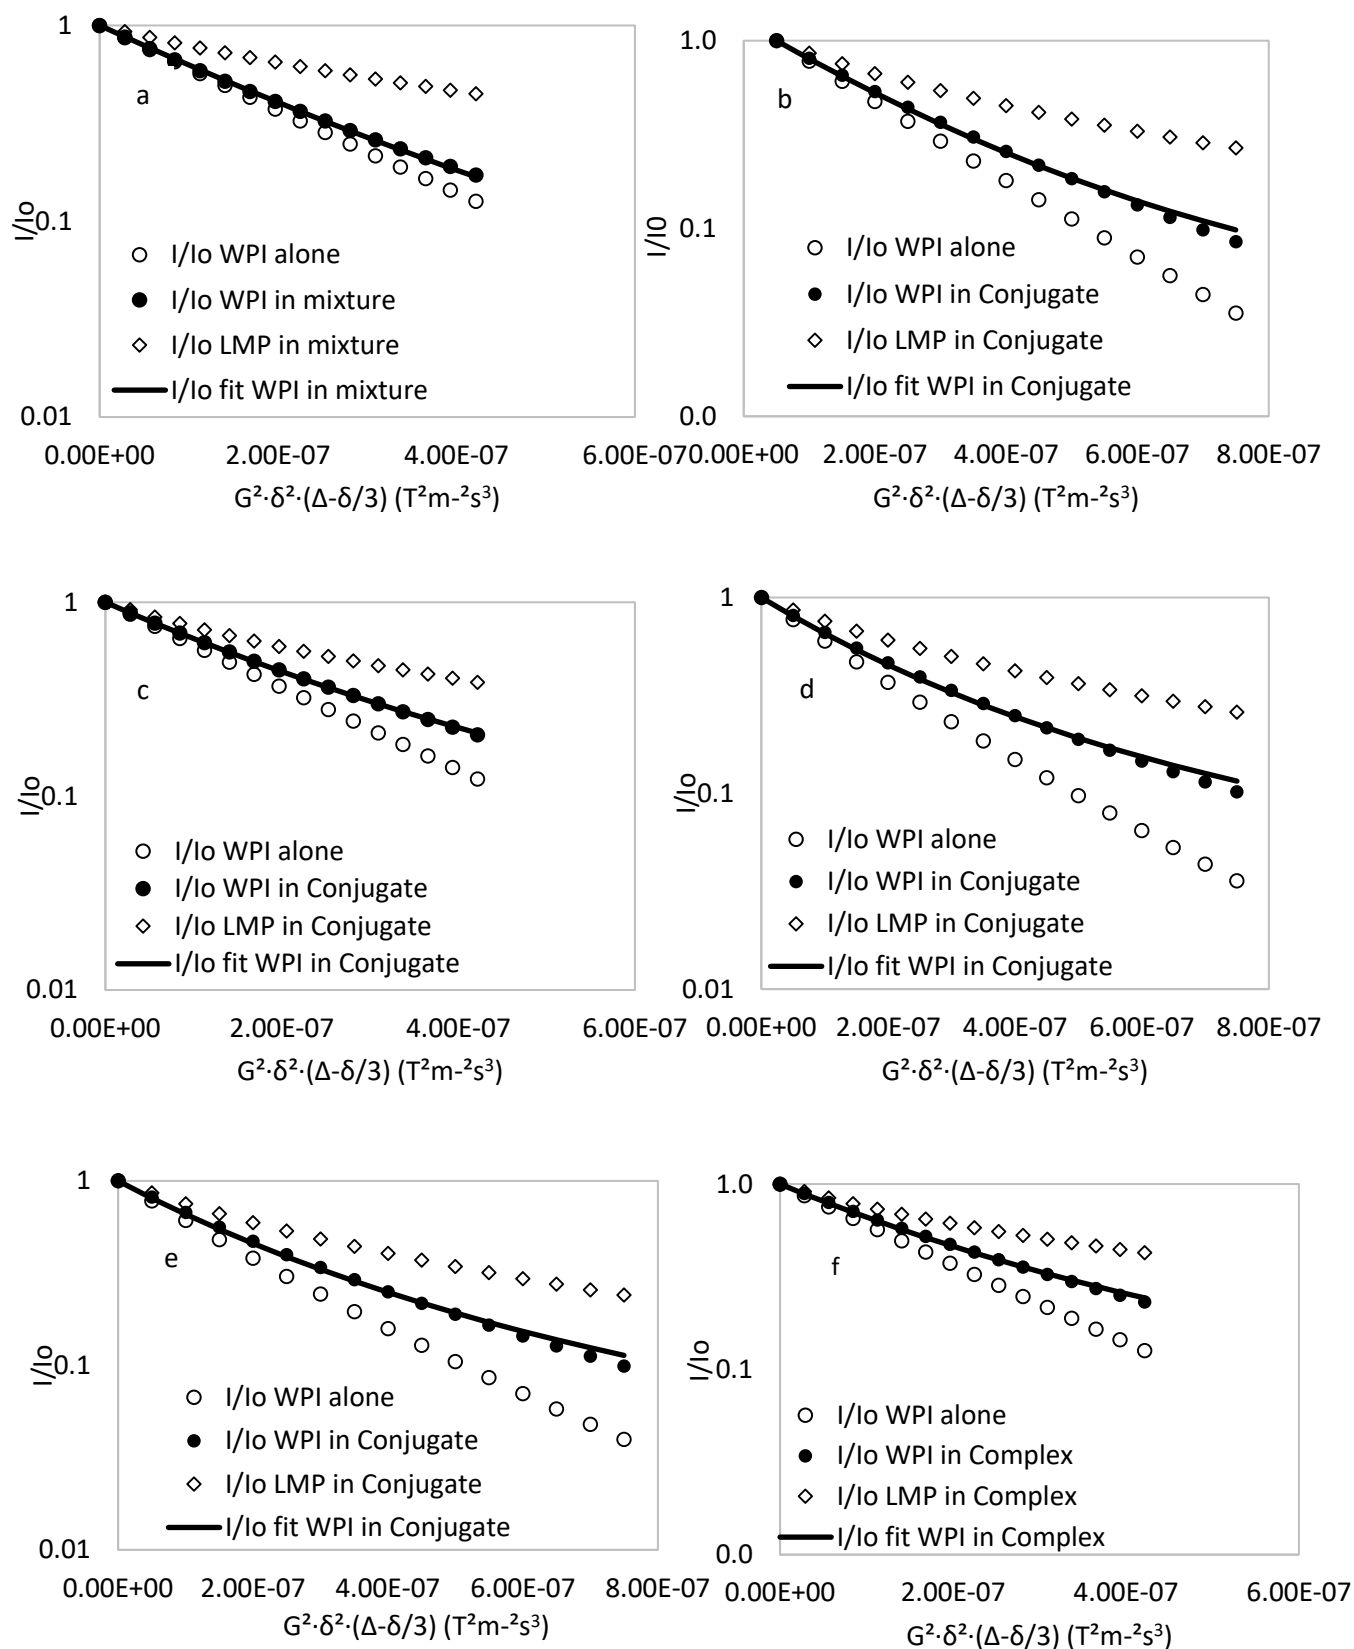 1
0.1
0.01
I/Io
a
I/Io WPI alone
I/Io WPI in mixture
I/Io LMP in mixture
I/Io fit WPI in mixture
0.00E+00 2.00E-07 4.00E-07 6.00E-07
G²·δ²·(Δ-δ/3) (T²m-²s³)
1.0
0.1
0.0
I/I0
b
I/Io WPI alone
I/Io WPI in Conjugate
I/Io LMP in Conjugate
I/Io fit WPI in Conjugate
0.00E+00 2.00E-07 4.00E-07 6.00E-07 8.00E-07
G²·δ²·(Δ-δ/3) (T²m-²s³)
1
0.1
0.01
I/Io
c
I/Io WPI alone
I/Io WPI in Conjugate
I/Io LMP in Conjugate
I/Io fit WPI in Conjugate
0.00E+00 2.00E-07 4.00E-07 6.00E-07
G²·δ²·(Δ-δ/3) (T²m-²s³)
1
0.1
0.01
I/Io
d
I/Io WPI alone
I/Io WPI in Conjugate
I/Io LMP in Conjugate
I/Io fit WPI in Conjugate
0.00E+00 2.00E-07 4.00E-07 6.00E-07 8.00E-07
G²·δ²·(Δ-δ/3) (T²m-²s³)
1
0.1
0.01
I/Io
e
I/Io WPI alone
I/Io WPI in Conjugate
I/Io LMP in Conjugate
I/Io fit WPI in Conjugate
0.00E+00 2.00E-07 4.00E-07 6.00E-07 8.00E-07
G²·δ²·(Δ-δ/3) (T²m-²s³)
1.0
0.1
0.0
I/Io
f
I/Io WPI alone
I/Io WPI in Complex
I/Io LMP in Complex
I/Io fit WPI in Complex
0.00E+00 2.00E-07 4.00E-07 6.00E-07
G²·δ²·(Δ-δ/3) (T²m-²s³)